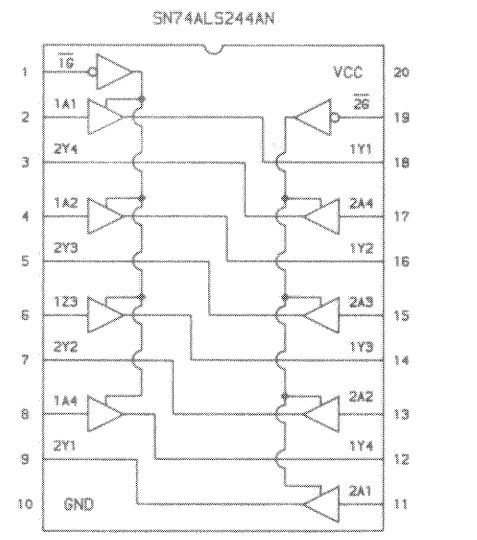 SN74ALS244AN
1 1G VCC 20
2 1A1 2G 19
3 2Y4 1Y1 18
4 1A2 2A4 17
5 2Y3 1Y2 16
6 1Z3 2A3 15
7 2Y2 1Y3 14
8 1A4 2A2 13
9 2Y1 1Y4 12
10 GND 2A1 11